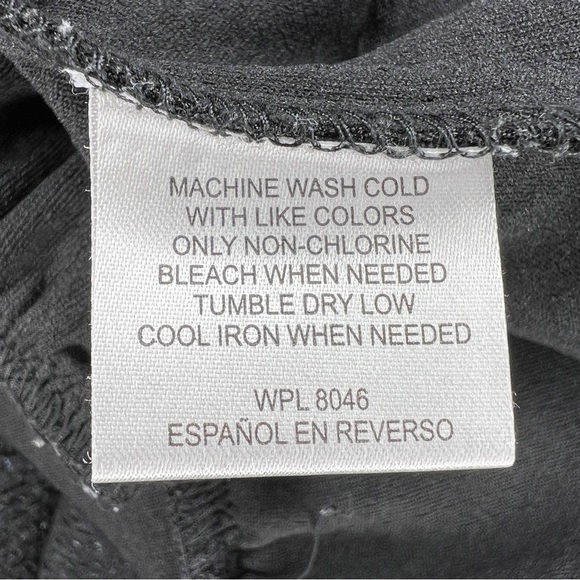 MACHINE WASH COLD
WITH LIKE COLORS
ONLY NON-CHLORINE
BLEACH WHEN NEEDED
TUMBLE DRY LOW
COOL IRON WHEN NEEDED
WPL 8046
ESPAÑOL EN REVERSO